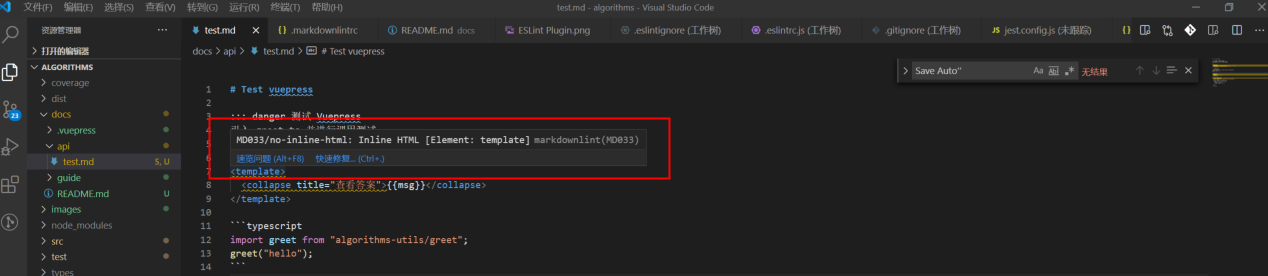 文件(F) 编辑(E) 选择(S) 查看(V) 转到(G) 运行(R) 终端(T) 帮助(H) test.md - algorithms - Visual Studio Code
资源管理器 ··· test.md .markdownlintrc README.md docs ESLint Plugin.png .eslintignore (工作树) .eslintrc.js (工作树) .gitignore (工作树) jest.config.js (未跟踪)
打开的编辑器
docs > api > test.md > # Test vuepress
ALGORITHMS
coverage
dist
docs
.vuepress
api
test.md 5, U
guide
README.md U
images
node_modules
src
test
types
23
Save Auto" Aa Ab .* 无结果
1 # Test vuepress
2
3 ::: danger 测试 Vuepress
4
MD033/no-inline-html: Inline HTML [Element: template] markdownlint(MD033)
速览问题 (Alt+F8) 快速修复... (Ctrl+.)
7 <template>
8 <collapse title="查看答案">{{msg}}</collapse>
9 </template>
10
11 ```typescript
12 import greet from "algorithms-utils/greet";
13 greet("hello");
14 ```